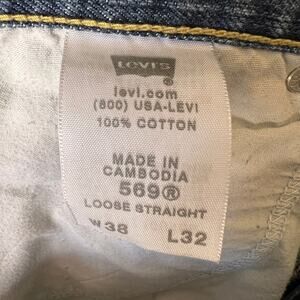 LEVI'S
®
levi.com
(800) USA-LEVI
100% COTTON
MADE IN
CAMBODIA
569®
LOOSE STRAIGHT
W38 L32